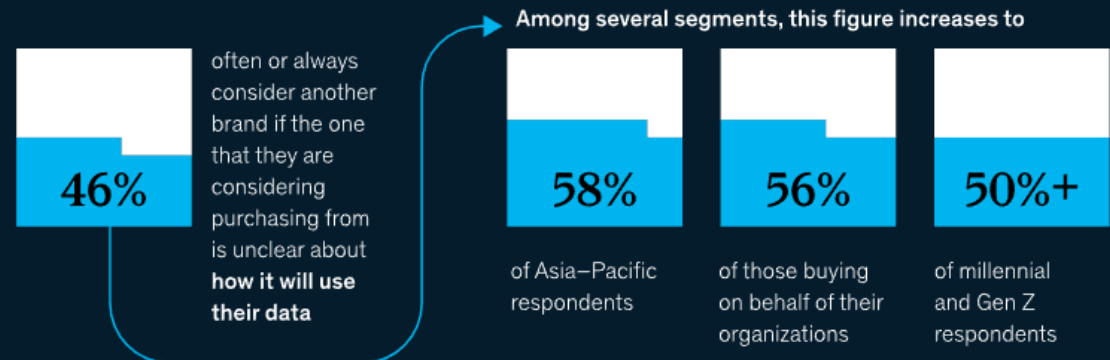 46%
often or always
consider another
brand if the one
that they are
considering
purchasing from
is unclear about
how it will use
their data
Among several segments, this figure increases to
58%
of Asia–Pacific
respondents
56%
of those buying
on behalf of their
organizations
50%+
of millennial
and Gen Z
respondents